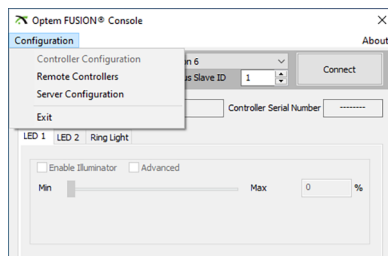 Optem FUSION® Console
Configuration
About
Controller Configuration
Remote Controllers
Server Configuration
Exit
n 6
us Slave ID
1
Connect
Controller Serial Number
--------
LED 1
LED 2
Ring Light
Enable Illuminator
Advanced
Min
Max
0
%